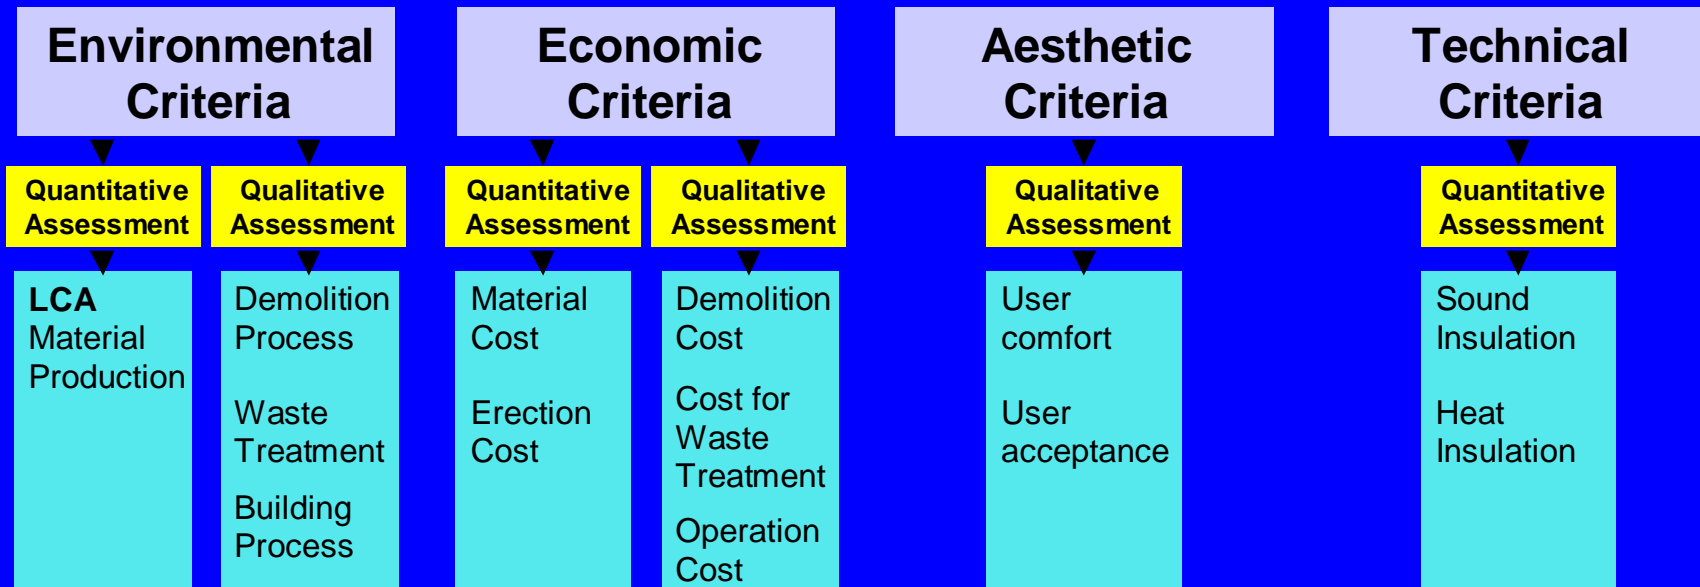 Environmental
Criteria
Economic
Criteria
Aesthetic
Criteria
Technical
Criteria
Quantitative
Assessment
Qualitative
Assessment
Quantitative
Assessment
Qualitative
Assessment
Qualitative
Assessment
Quantitative
Assessment
LCA
Material
Production
Demolition
Process
Waste
Treatment
Building
Process
Material
Cost
Erection
Cost
Demolition
Cost
Cost for
Waste
Treatment
Operation
Cost
User
comfort
User
acceptance
Sound
Insulation
Heat
Insulation